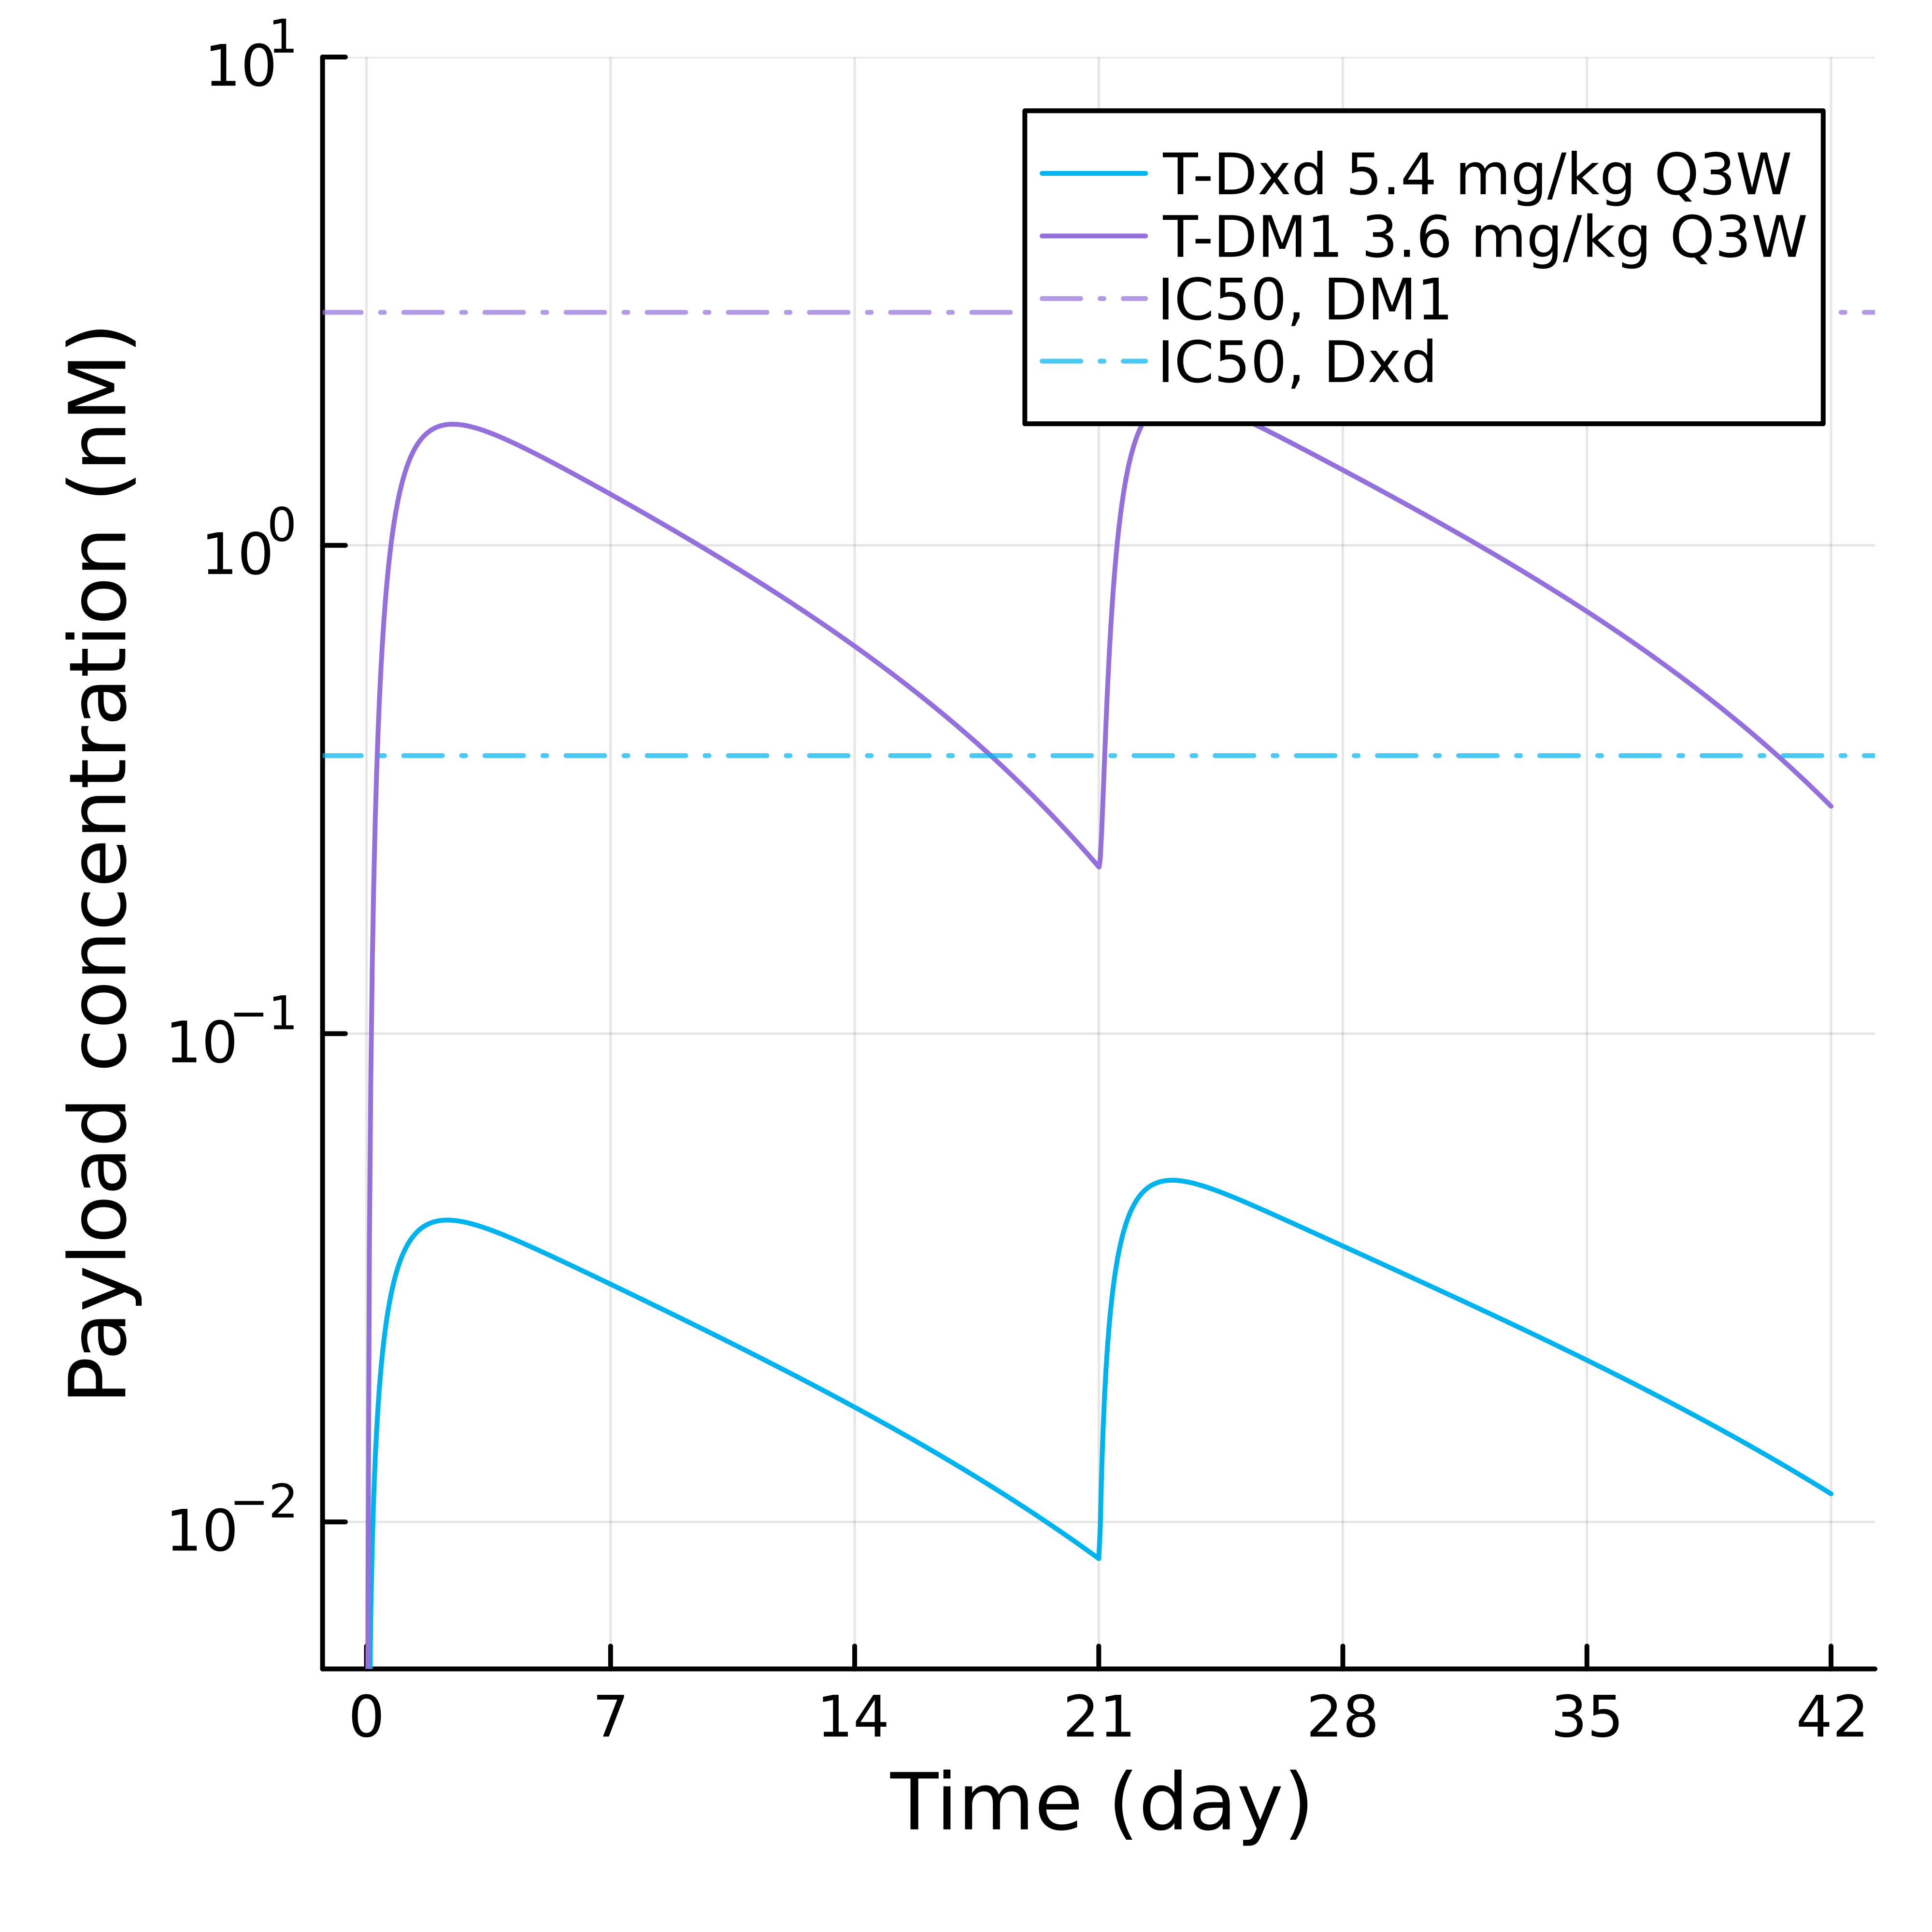 Payload concentration (nM)
10^1
10^0
10^−1
10^−2
T-Dxd 5.4 mg/kg Q3W
T-DM1 3.6 mg/kg Q3W
IC50, DM1
IC50, Dxd
0 7 14 21 28 35 42
Time (day)